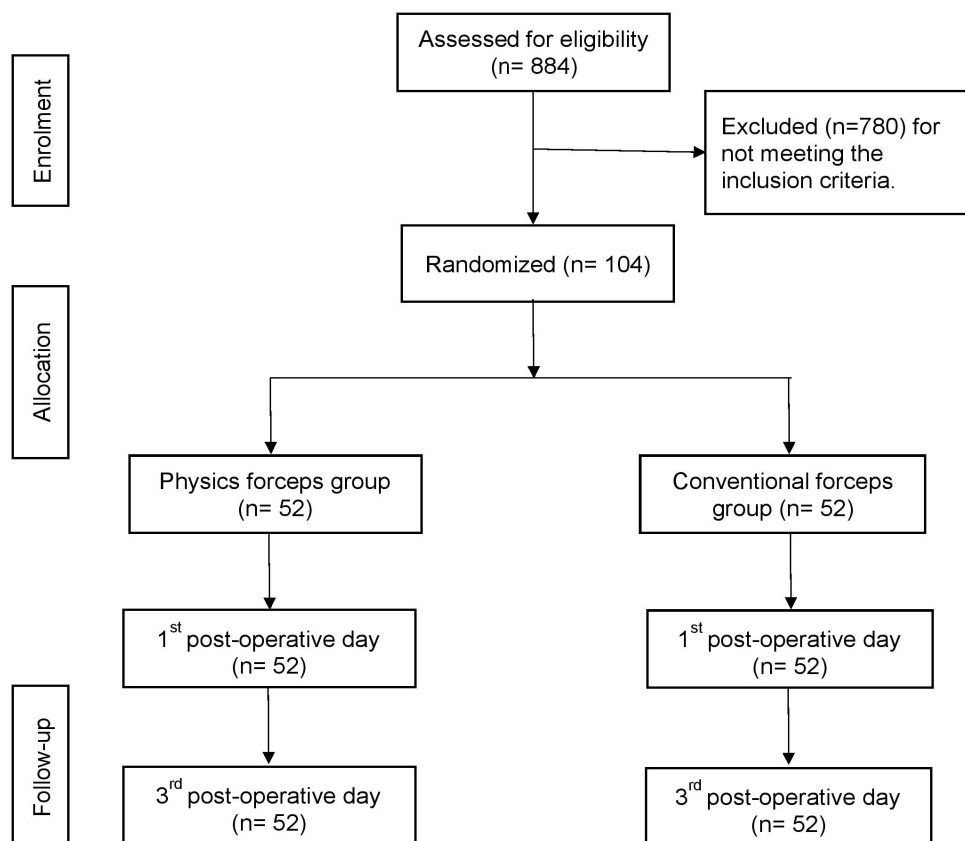 Enrolment
Assessed for eligibility
(n= 884)
Excluded (n=780) for
not meeting the
inclusion criteria.
Randomized (n= 104)
Allocation
Physics forceps group
(n= 52)
Conventional forceps
group (n= 52)
1st post-operative day
(n= 52)
1st post-operative day
(n= 52)
Follow-up
3rd post-operative day
(n= 52)
3rd post-operative day
(n= 52)